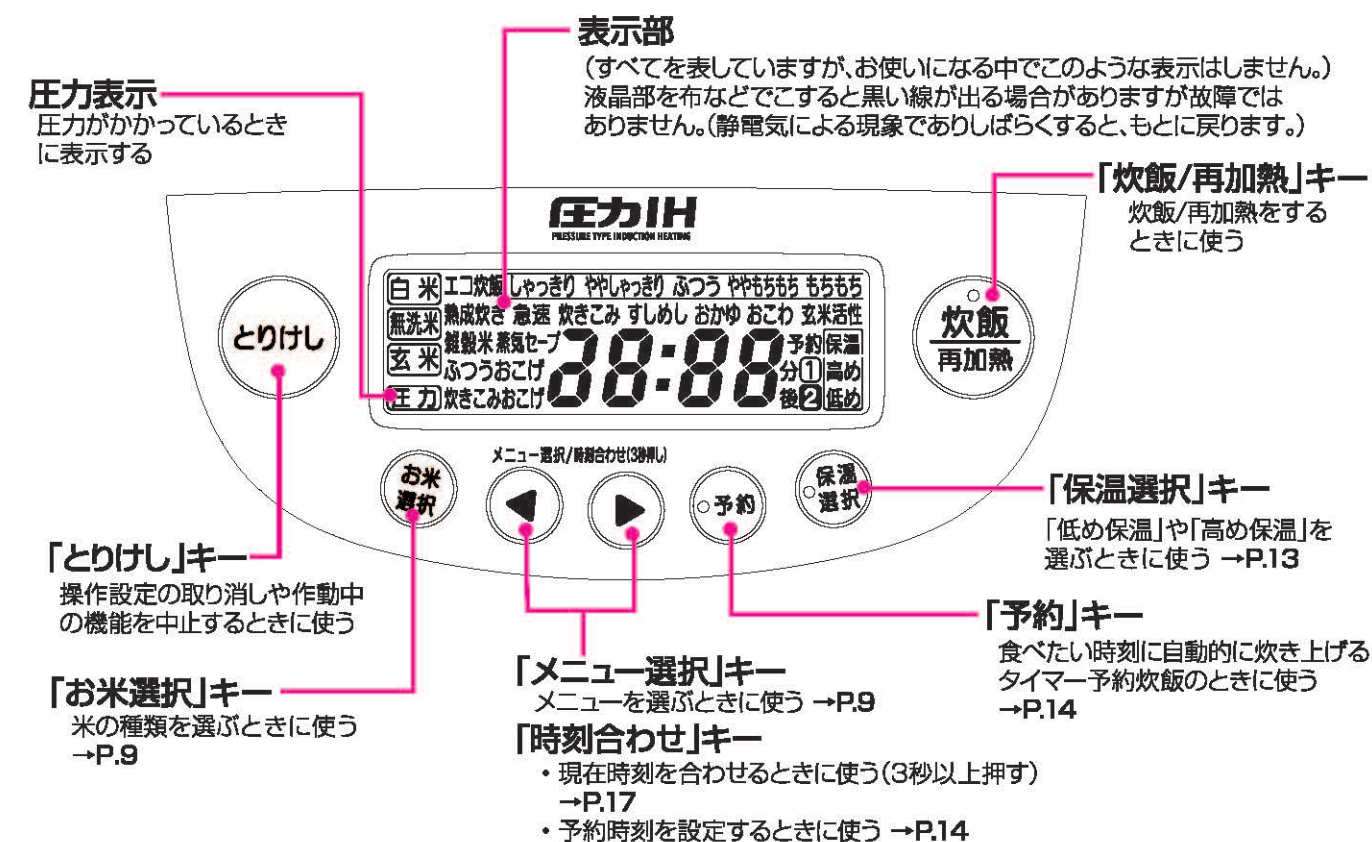 表示部
(すべてを表していますが、お使いになる中でこのような表示はしません。)
液晶部を布などでこすると黒い線が出る場合がありますが故障では
ありません。(静電気による現象でありしばらくすると、もとに戻ります。)
圧力表示
圧力がかかっているとき
に表示する
「炊飯/再加熱」キー
炊飯/再加熱をする
ときに使う
圧力IH
PRESSURE TYPE INDUCTION HEATING
とりけし
白米 エコ炊飯 しゃっきり ややしゃっきり ふつう ややもちもち もちもち
無洗米 熟成炊き 急速 炊きこみ すしめし おかゆ おこわ 玄米活性
雑穀米 蒸気セーブ 予約 保温
玄米 ふつうおこげ 38:88 分 1 高め
圧力 炊きこみおこげ 後 2 低め
炊飯
再加熱
メニュー選択/時刻合わせ(3秒押し)
お米
選択
◀ ▶
予約
保温
選択
「保温選択」キー
「低め保温」や「高め保温」を
選ぶときに使う →P.13
「とりけし」キー
操作設定の取り消しや作動中
の機能を中止するときに使う
「予約」キー
食べたい時刻に自動的に炊き上げる
タイマー予約炊飯のときに使う
→P.14
「お米選択」キー
米の種類を選ぶときに使う
→P.9
「メニュー選択」キー
メニューを選ぶときに使う →P.9
「時刻合わせ」キー
・現在時刻を合わせるときに使う(3秒以上押す)
→P.17
・予約時刻を設定するときに使う →P.14